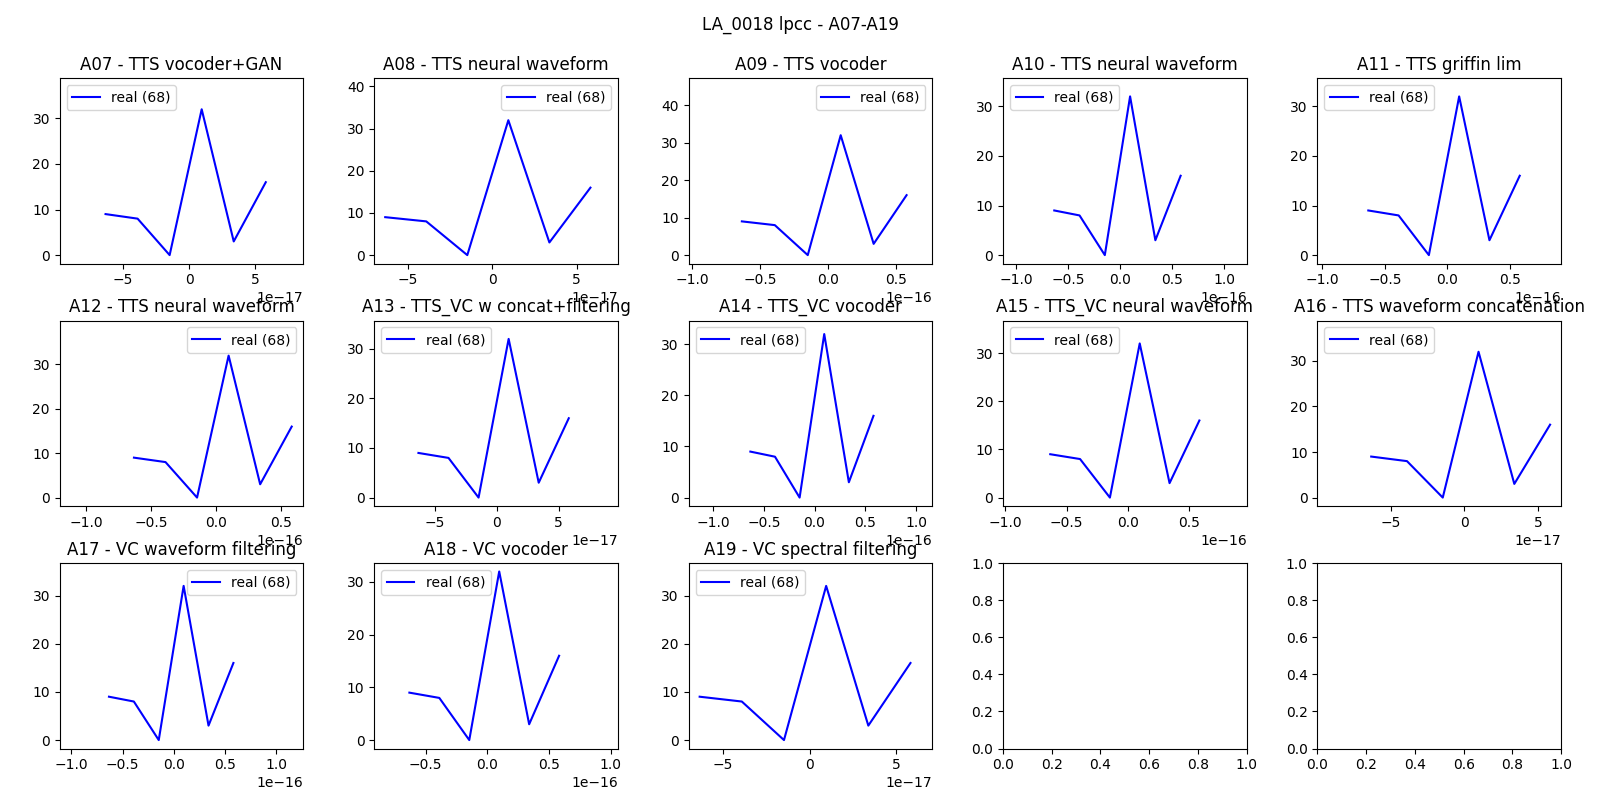 LA_0018 lpcc - A07-A19
A07 - TTS vocoder+GAN
real (68)
30
20
10
0
−5 0 5
1e−17
A08 - TTS neural waveform
real (68)
40
30
20
10
0
−5 0 5
1e−17
A09 - TTS vocoder
real (68)
40
30
20
10
0
−1.0 −0.5 0.0 0.5
1e−16
A10 - TTS neural waveform
real (68)
30
20
10
0
−1.0 −0.5 0.0 0.5 1.0
1e−16
A11 - TTS griffin lim
real (68)
30
20
10
0
−1.0 −0.5 0.0 0.5
1e−16
A12 - TTS neural waveform
real (68)
30
20
10
0
−1.0 −0.5 0.0 0.5
1e−16
A13 - TTS_VC w concat+filtering
real (68)
30
20
10
0
−5 0 5
1e−17
A14 - TTS_VC vocoder
real (68)
30
20
10
0
−1.0 −0.5 0.0 0.5 1.0
1e−16
A15 - TTS_VC neural waveform
real (68)
30
20
10
0
−1.0 −0.5 0.0 0.5
1e−16
A16 - TTS waveform concatenation
real (68)
30
20
10
0
−5 0 5
1e−17
A17 - VC waveform filtering
real (68)
30
20
10
0
−1.0 −0.5 0.0 0.5 1.0
1e−16
A18 - VC vocoder
real (68)
30
20
10
0
−0.5 0.0 0.5 1.0
1e−16
A19 - VC spectral filtering
real (68)
30
20
10
0
−5 0 5
1e−17
1.0
0.8
0.6
0.4
0.2
0.0
0.0 0.2 0.4 0.6 0.8 1.0
1.0
0.8
0.6
0.4
0.2
0.0
0.0 0.2 0.4 0.6 0.8 1.0